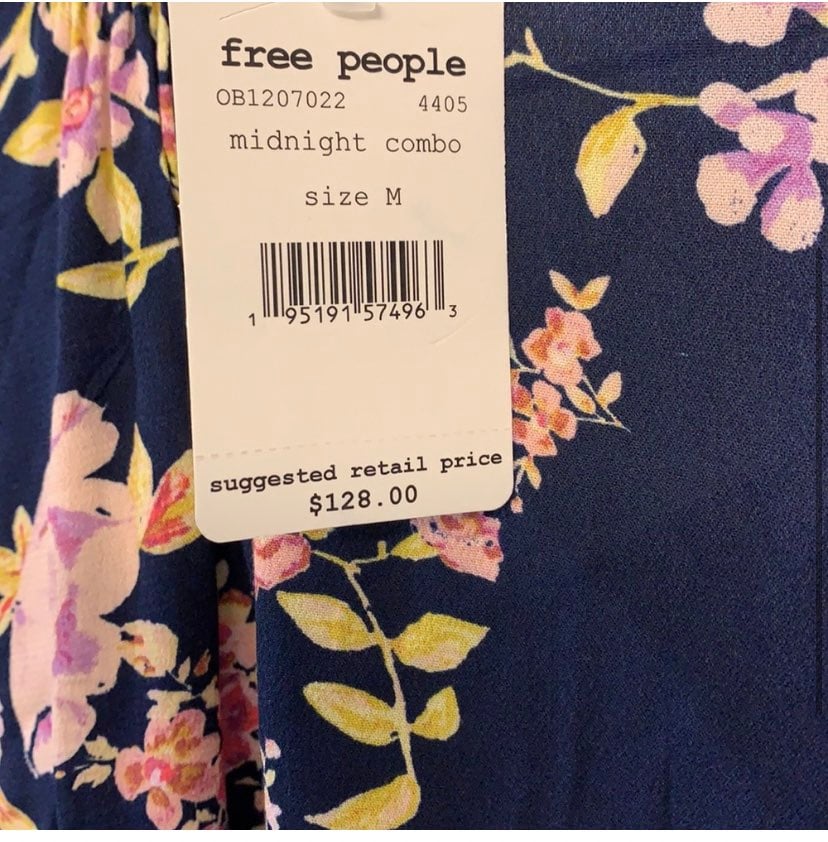 free people
OB1207022 4405
midnight combo
size M
1 95191 57496 3
suggested retail price
$128.00